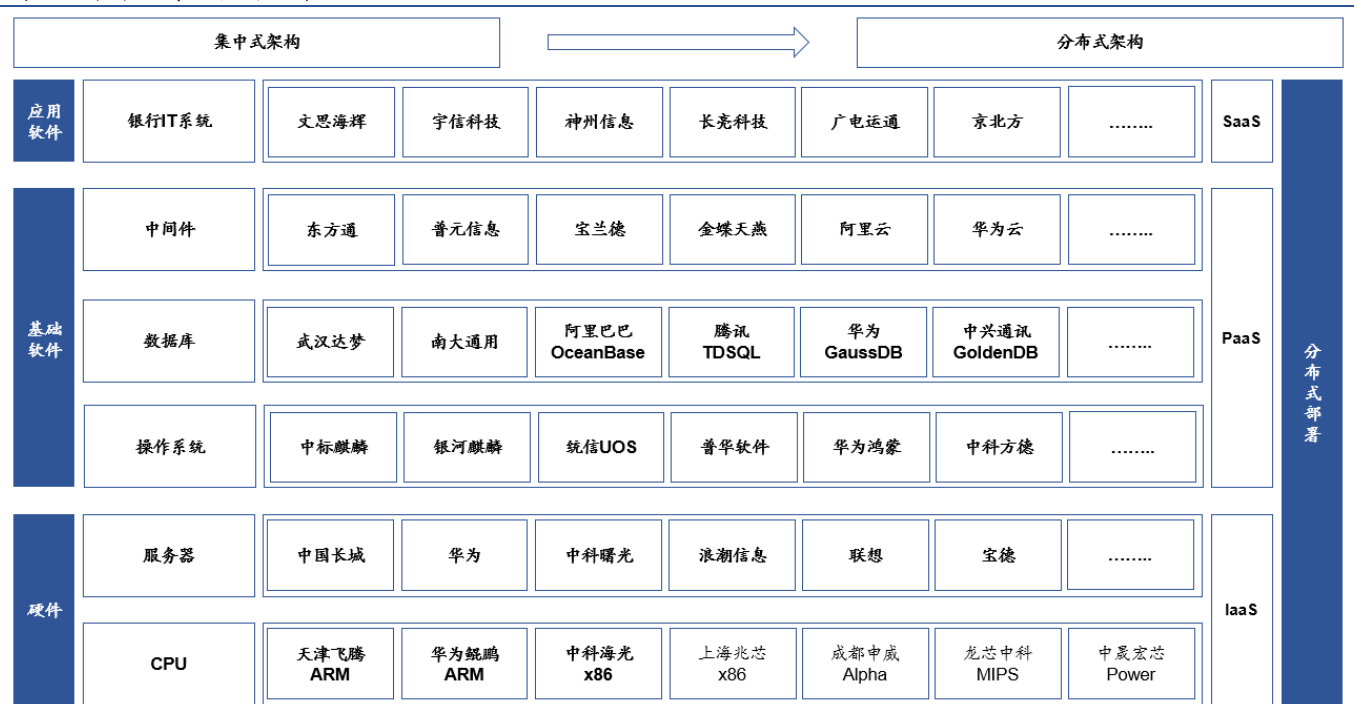 集中式架构
分布式架构
应用
软件
银行IT系统
文思海辉
宇信科技
神州信息
长亮科技
广电运通
京北方
……..
SaaS
基础
软件
中间件
东方通
普元信息
宝兰德
金蝶天燕
阿里云
华为云
……..
数据库
武汉达梦
南大通用
阿里巴巴
OceanBase
腾讯
TDSQL
华为
GaussDB
中兴通讯
GoldenDB
……..
PaaS
操作系统
中标麒麟
银河麒麟
统信UOS
普华软件
华为鸿蒙
中科方德
……..
分布式部署
硬件
服务器
中国长城
华为
中科曙光
浪潮信息
联想
宝德
……..
IaaS
CPU
天津飞腾
ARM
华为鲲鹏
ARM
中科海光
x86
上海兆芯
x86
成都申威
Alpha
龙芯中科
MIPS
中晟宏芯
Power